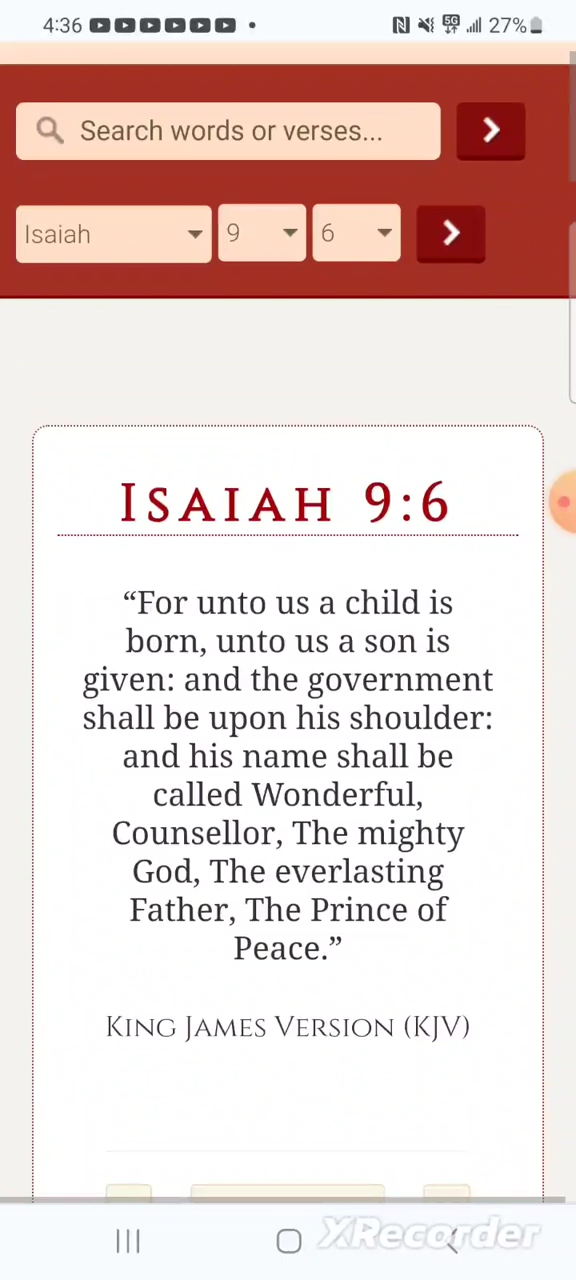 4:36
5G
27%
Search words or verses...
Isaiah 9 6
ISAIAH 9:6
“For unto us a child is
born, unto us a son is
given: and the government
shall be upon his shoulder:
and his name shall be
called Wonderful,
Counsellor, The mighty
God, The everlasting
Father, The Prince of
Peace.”
KING JAMES VERSION (KJV)
XRecorder